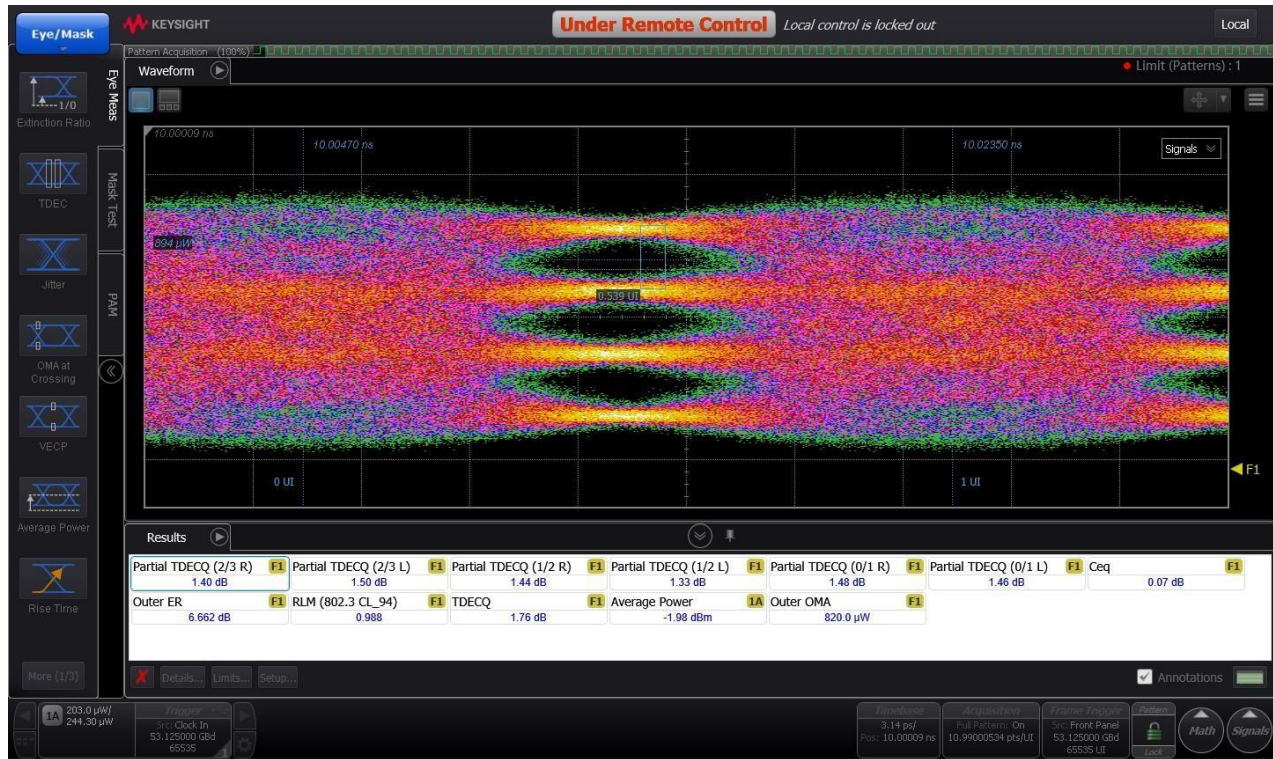 Eye/Mask
KEYSIGHT
Under Remote Control
Local control is locked out
Local
Pattern Acquisition (100%)
Waveform
Limit (Patterns) : 1
1/0
Extinction Ratio
TDEC
Jitter
OMA at
Crossing
VECP
Average Power
Rise Time
More (1/3)
Eye Meas
Mask Test
PAM
10.00009 ns
10.00470 ns
10.02350 ns
Signals
894 µW
0.539 UI
0 UI
1 UI
F1
Results
Partial TDECQ (2/3 R) F1 Partial TDECQ (2/3 L) F1 Partial TDECQ (1/2 R) F1 Partial TDECQ (1/2 L) F1 Partial TDECQ (0/1 R) F1 Partial TDECQ (0/1 L) F1 Ceq F1
1.40 dB 1.50 dB 1.44 dB 1.33 dB 1.48 dB 1.46 dB 0.07 dB
Outer ER F1 RLM (802.3 CL_94) F1 TDECQ F1 Average Power 1A Outer OMA F1
6.662 dB 0.988 1.76 dB -1.98 dBm 820.0 µW
Details... Limits... Setup...
Annotations
1A 203.0 µW/
244.30 µW
Trigger
Src: Clock In
53.125000 GBd
65535
1
Timebase
3.14 ps/
Pos: 10.00009 ns
Acquisition
Full Pattern: On
10.99000534 pts/UI
Frame Trigger
Src: Front Panel
53.125000 GBd
65535 UI
Pattern
Lock
Math
Signals